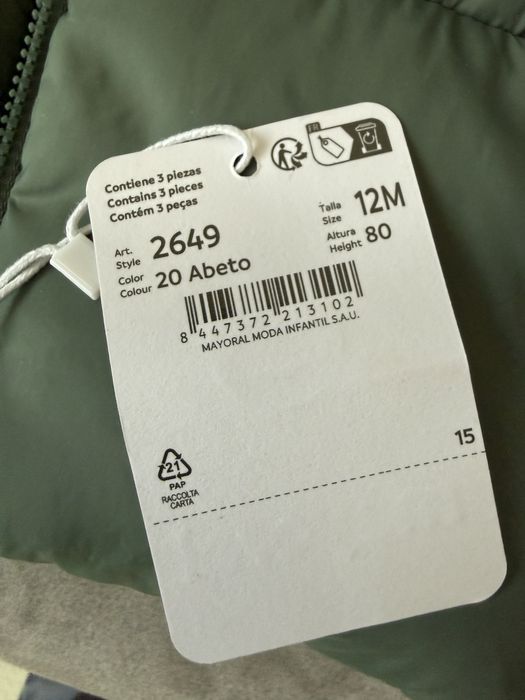 FR
Contiene 3 piezas
Contains 3 pieces
Contém 3 peças
Talla
Size 12M
Art.
Style 2649
Altura
Height 80
Color
Colour 20 Abeto
8 447372 213102
MAYORAL MODA INFANTIL S.A.U.
15
21
PAP
RACCOLTA
CARTA